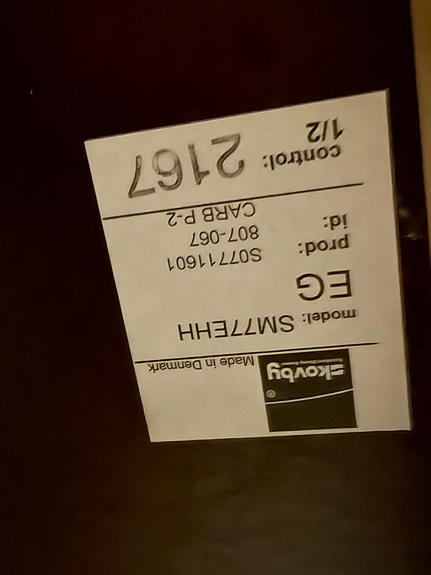 Skovby®
Made in Denmark
model: SM77EHH
EG
prod: S07711601
id: 807-067
CARB P-2
control: 2167
1/2